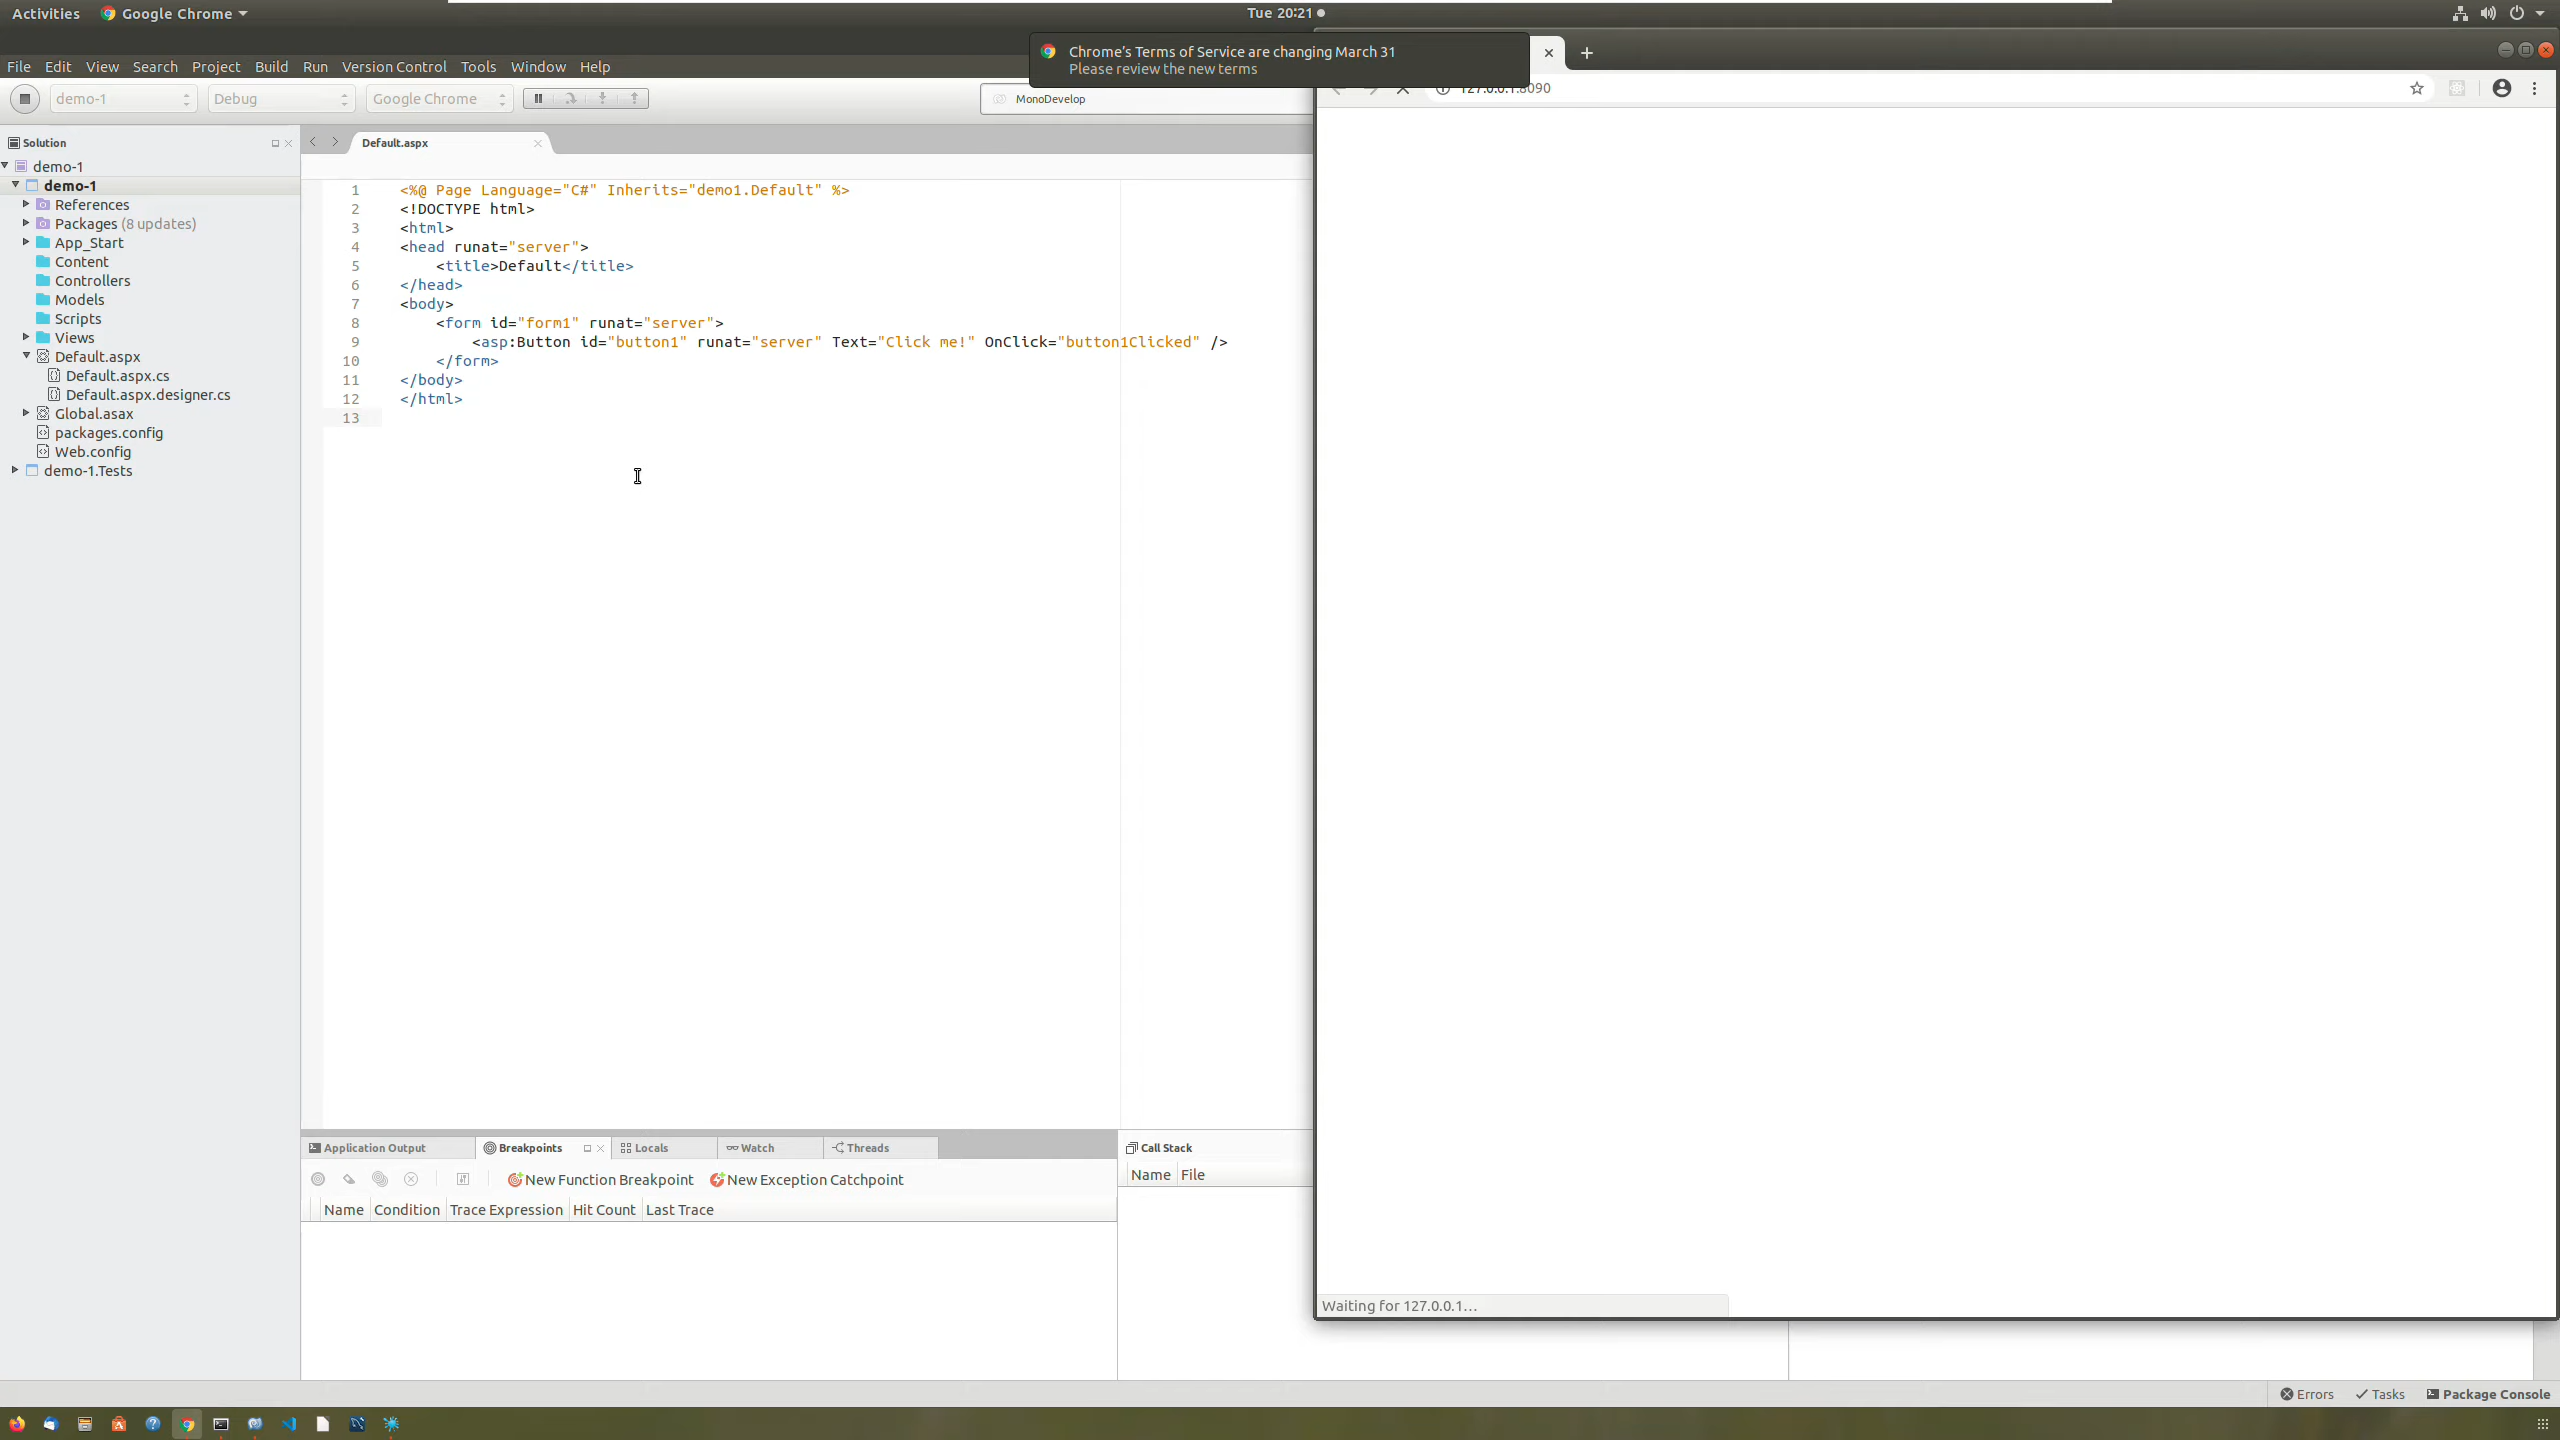 Activities Google Chrome Tue 20:21
Chrome's Terms of Service are changing March 31
Please review the new terms
File Edit View Search Project Build Run Version Control Tools Window Help
demo-1 Debug Google Chrome MonoDevelop
127.0.0.1:8090
Solution
demo-1
demo-1
References
Packages (8 updates)
App_Start
Content
Controllers
Models
Scripts
Views
Default.aspx
Default.aspx.cs
Default.aspx.designer.cs
Global.asax
packages.config
Web.config
demo-1.Tests
Default.aspx
1 <%@ Page Language="C#" Inherits="demo1.Default" %>
2 <!DOCTYPE html>
3 <html>
4 <head runat="server">
5 <title>Default</title>
6 </head>
7 <body>
8 <form id="form1" runat="server">
9 <asp:Button id="button1" runat="server" Text="Click me!" OnClick="button1Clicked" />
10 </form>
11 </body>
12 </html>
13
Application Output Breakpoints Locals Watch Threads
New Function Breakpoint New Exception Catchpoint
Name Condition Trace Expression Hit Count Last Trace
Call Stack
Name File
Waiting for 127.0.0.1...
Errors Tasks Package Console